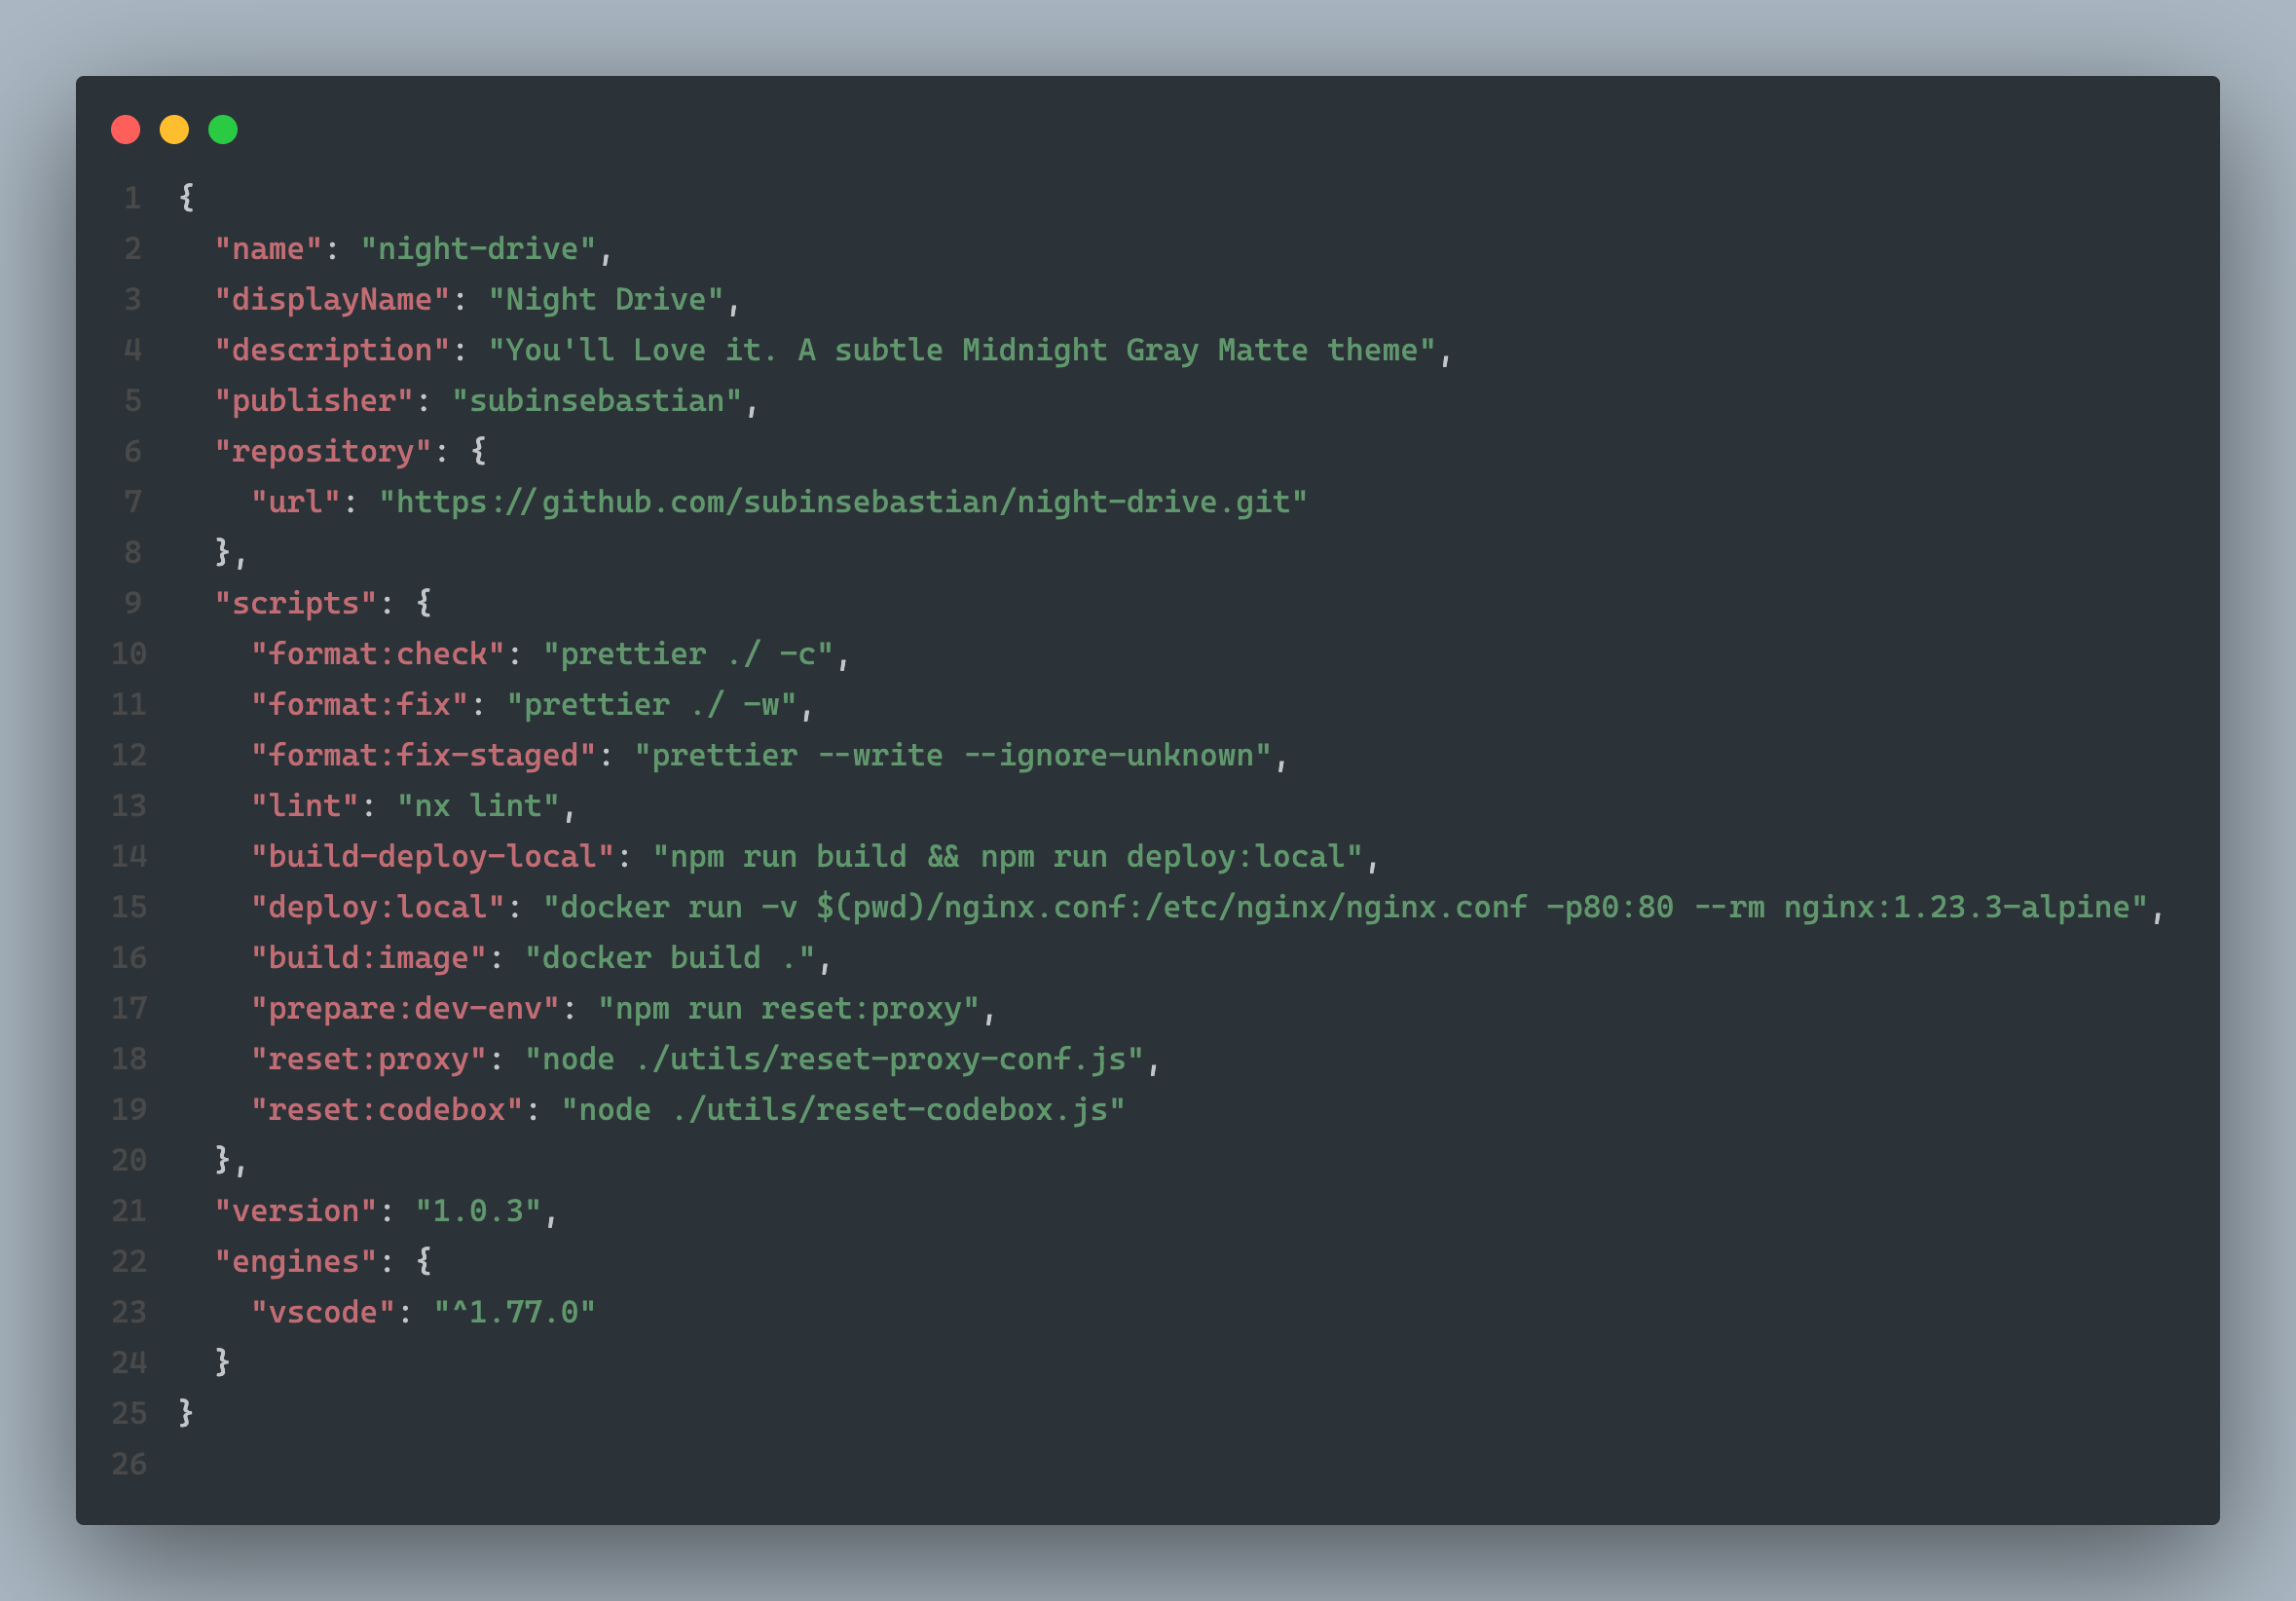 1 {
2   "name": "night-drive",
3   "displayName": "Night Drive",
4   "description": "You'll Love it. A subtle Midnight Gray Matte theme",
5   "publisher": "subinsebastian",
6   "repository": {
7     "url": "https://github.com/subinsebastian/night-drive.git"
8   },
9   "scripts": {
10     "format:check": "prettier ./ -c",
11     "format:fix": "prettier ./ -w",
12     "format:fix-staged": "prettier --write --ignore-unknown",
13     "lint": "nx lint",
14     "build-deploy-local": "npm run build && npm run deploy:local",
15     "deploy:local": "docker run -v $(pwd)/nginx.conf:/etc/nginx/nginx.conf -p80:80 --rm nginx:1.23.3-alpine",
16     "build:image": "docker build .",
17     "prepare:dev-env": "npm run reset:proxy",
18     "reset:proxy": "node ./utils/reset-proxy-conf.js",
19     "reset:codebox": "node ./utils/reset-codebox.js"
20   },
21   "version": "1.0.3",
22   "engines": {
23     "vscode": "^1.77.0"
24   }
25 }
26